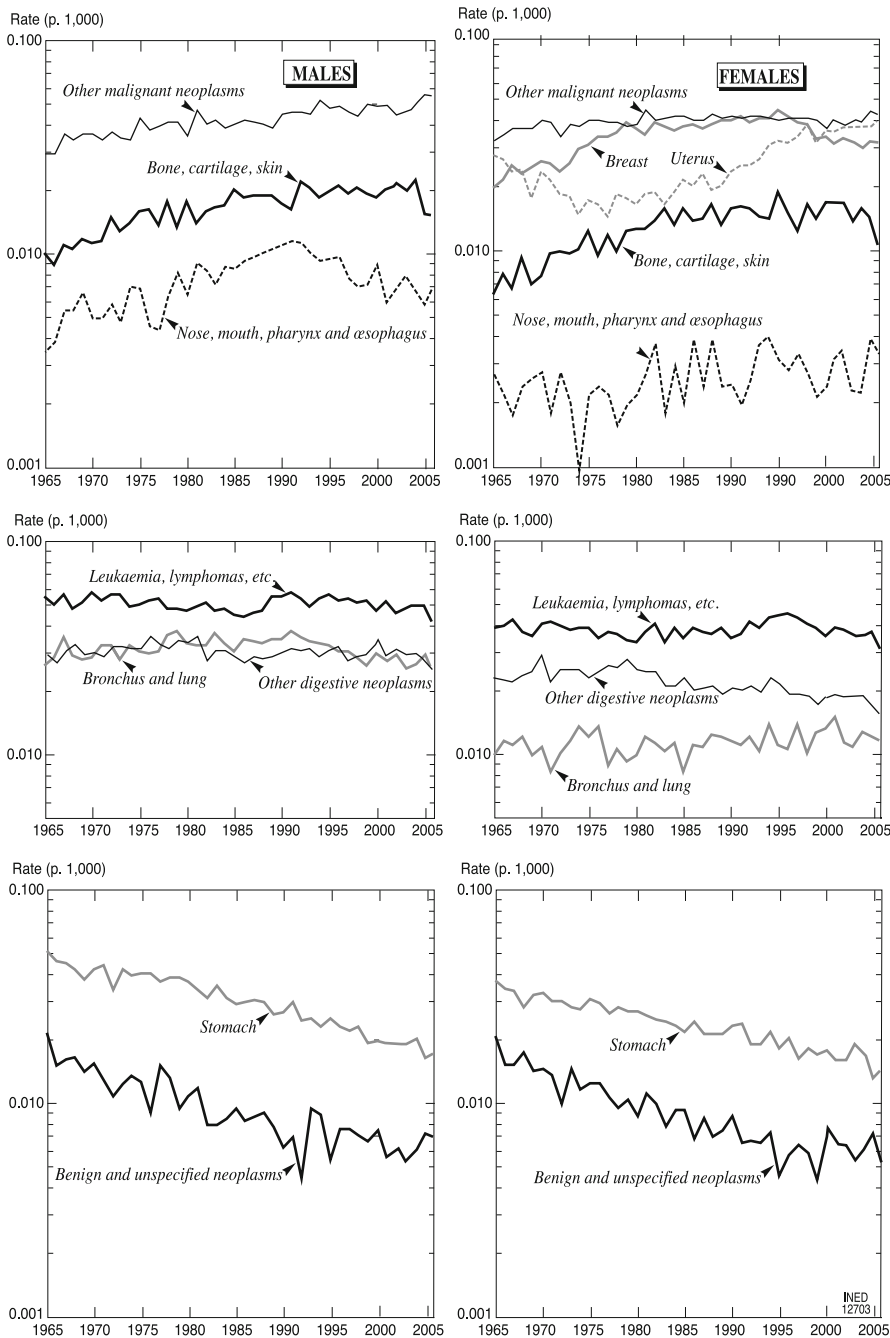 Rate (p. 1,000)
0.100
MALES
Other malignant neoplasms
Bone, cartilage, skin
0.010
Nose, mouth, pharynx and œsophagus
0.001
1965 1970 1975 1980 1985 1990 1995 2000 2005
Rate (p. 1,000)
0.100
FEMALES
Other malignant neoplasms
Breast
Uterus
0.010
Bone, cartilage, skin
Nose, mouth, pharynx and œsophagus
0.001
1965 1970 1975 1980 1985 1990 1995 2000 2005
Rate (p. 1,000)
0.100
Leukaemia, lymphomas, etc
Bronchus and lung
Other digestive neoplasms
0.010
1965 1970 1975 1980 1985 1990 1995 2000 2005
Rate (p. 1,000)
0.100
Leukaemia, lymphomas, etc.
Other digestive neoplasms
0.010
Bronchus and lung
1965 1970 1975 1980 1985 1990 1995 2000 2005
Rate (p. 1,000)
0.100
Stomach
0.010
Benign and unspecified neoplasms
0.001
1965 1970 1975 1980 1985 1990 1995 2000 2005
Rate (p. 1,000)
0.100
Stomach
0.010
Benign and unspecified neoplasms
INED
12703
0.001
1965 1970 1975 1980 1985 1990 1995 2000 2005